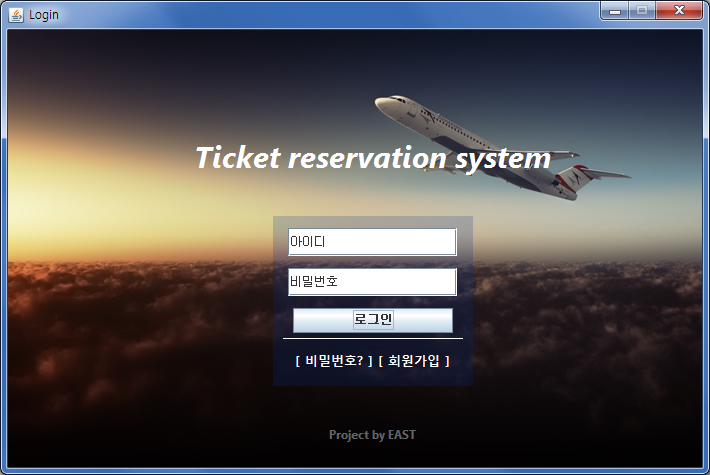 Login
Ticket reservation system
아이디
비밀번호
로그인
[ 비밀번호? ] [ 회원가입 ]
Project by EAST